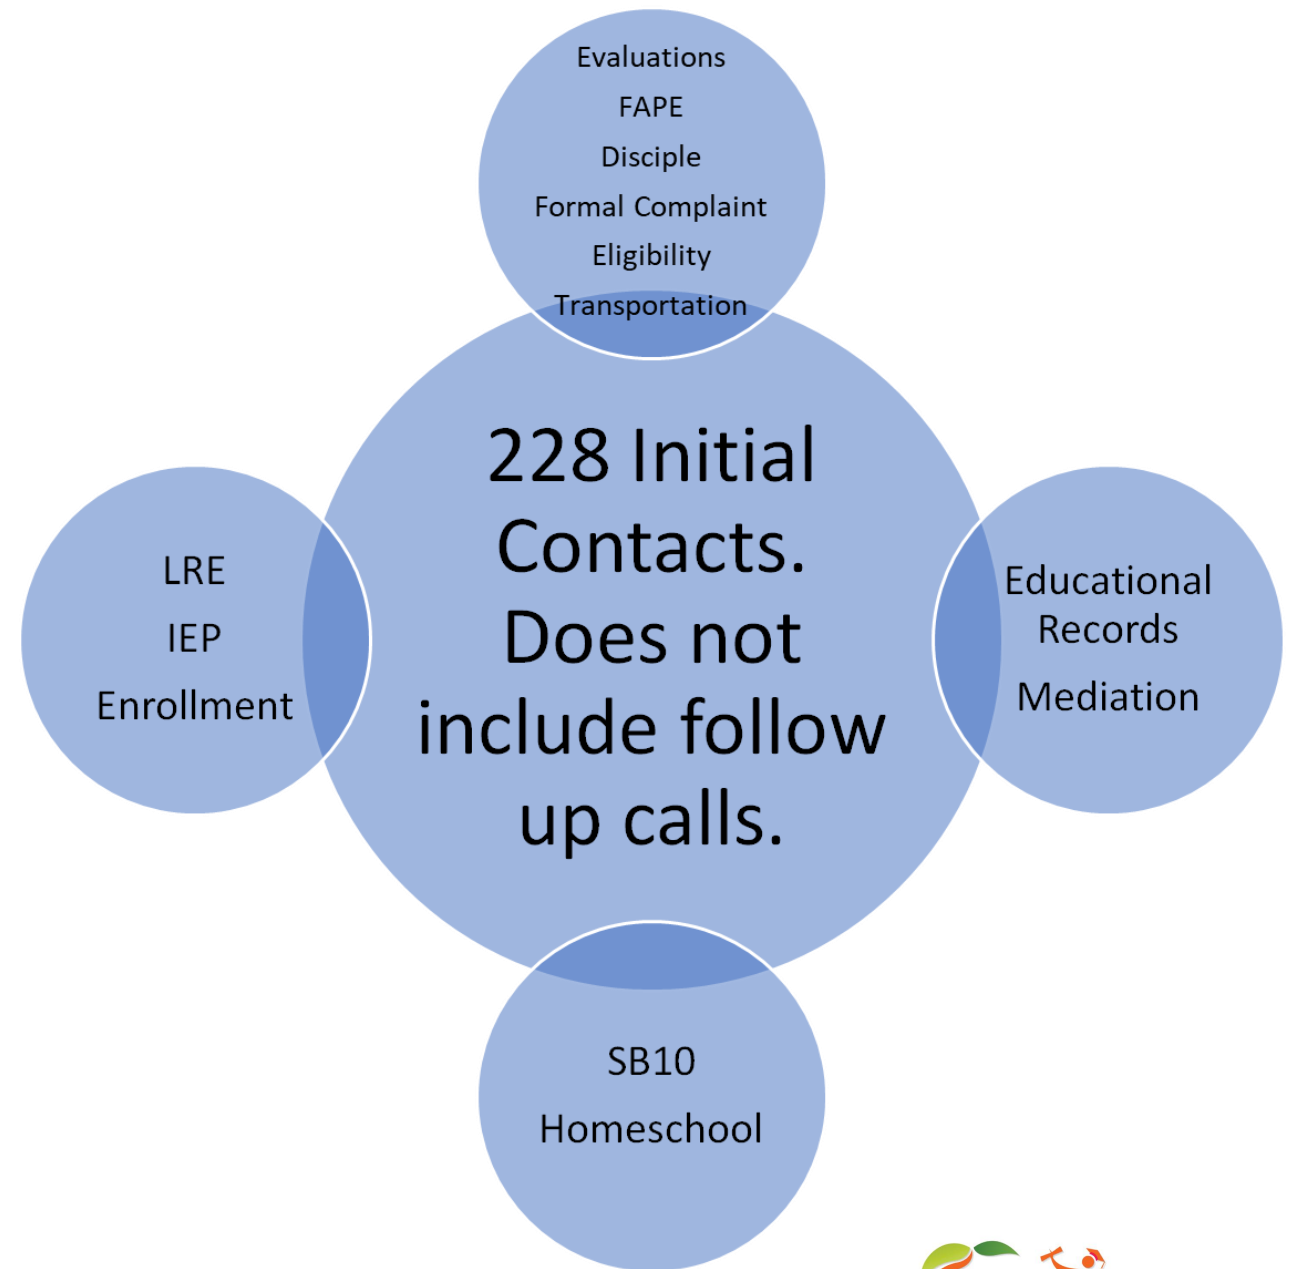 Evaluations
FAPE
Disciple
Formal Complaint
Eligibility
Transportation
228 Initial
Contacts.
Does not
include follow
up calls.
LRE
IEP
Enrollment
Educational
Records
Mediation
SB10
Homeschool